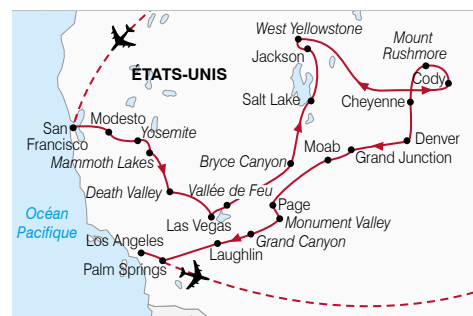 West Yellowstone
Mount
Rushmore
Jackson
ÉTATS-UNIS
Cody
Salt Lake
Cheyenne
Modesto
San
Francisco
Yosemite
Denver
Moab
Mammoth Lakes
Bryce Canyon
Grand Junction
Death Valley
Vallée de Feu
Page
Océan
Pacifique
Las Vegas
Monument Valley
Los Angeles
Grand Canyon
Laughlin
Palm Springs